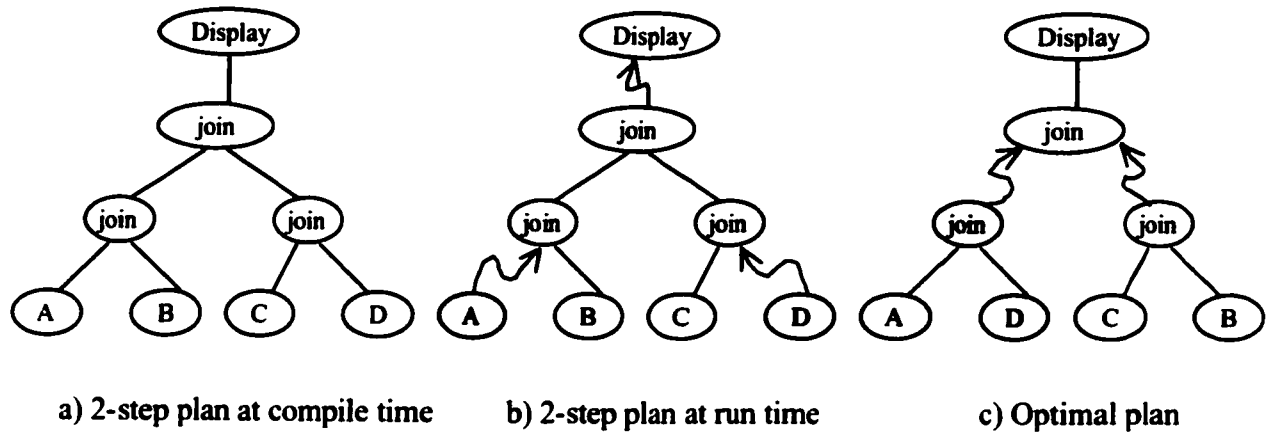 Display
join
join
join
A
B
C
D
a) 2-step plan at compile time
Display
join
join
join
A
B
C
D
b) 2-step plan at run time
Display
join
join
join
A
D
C
B
c) Optimal plan